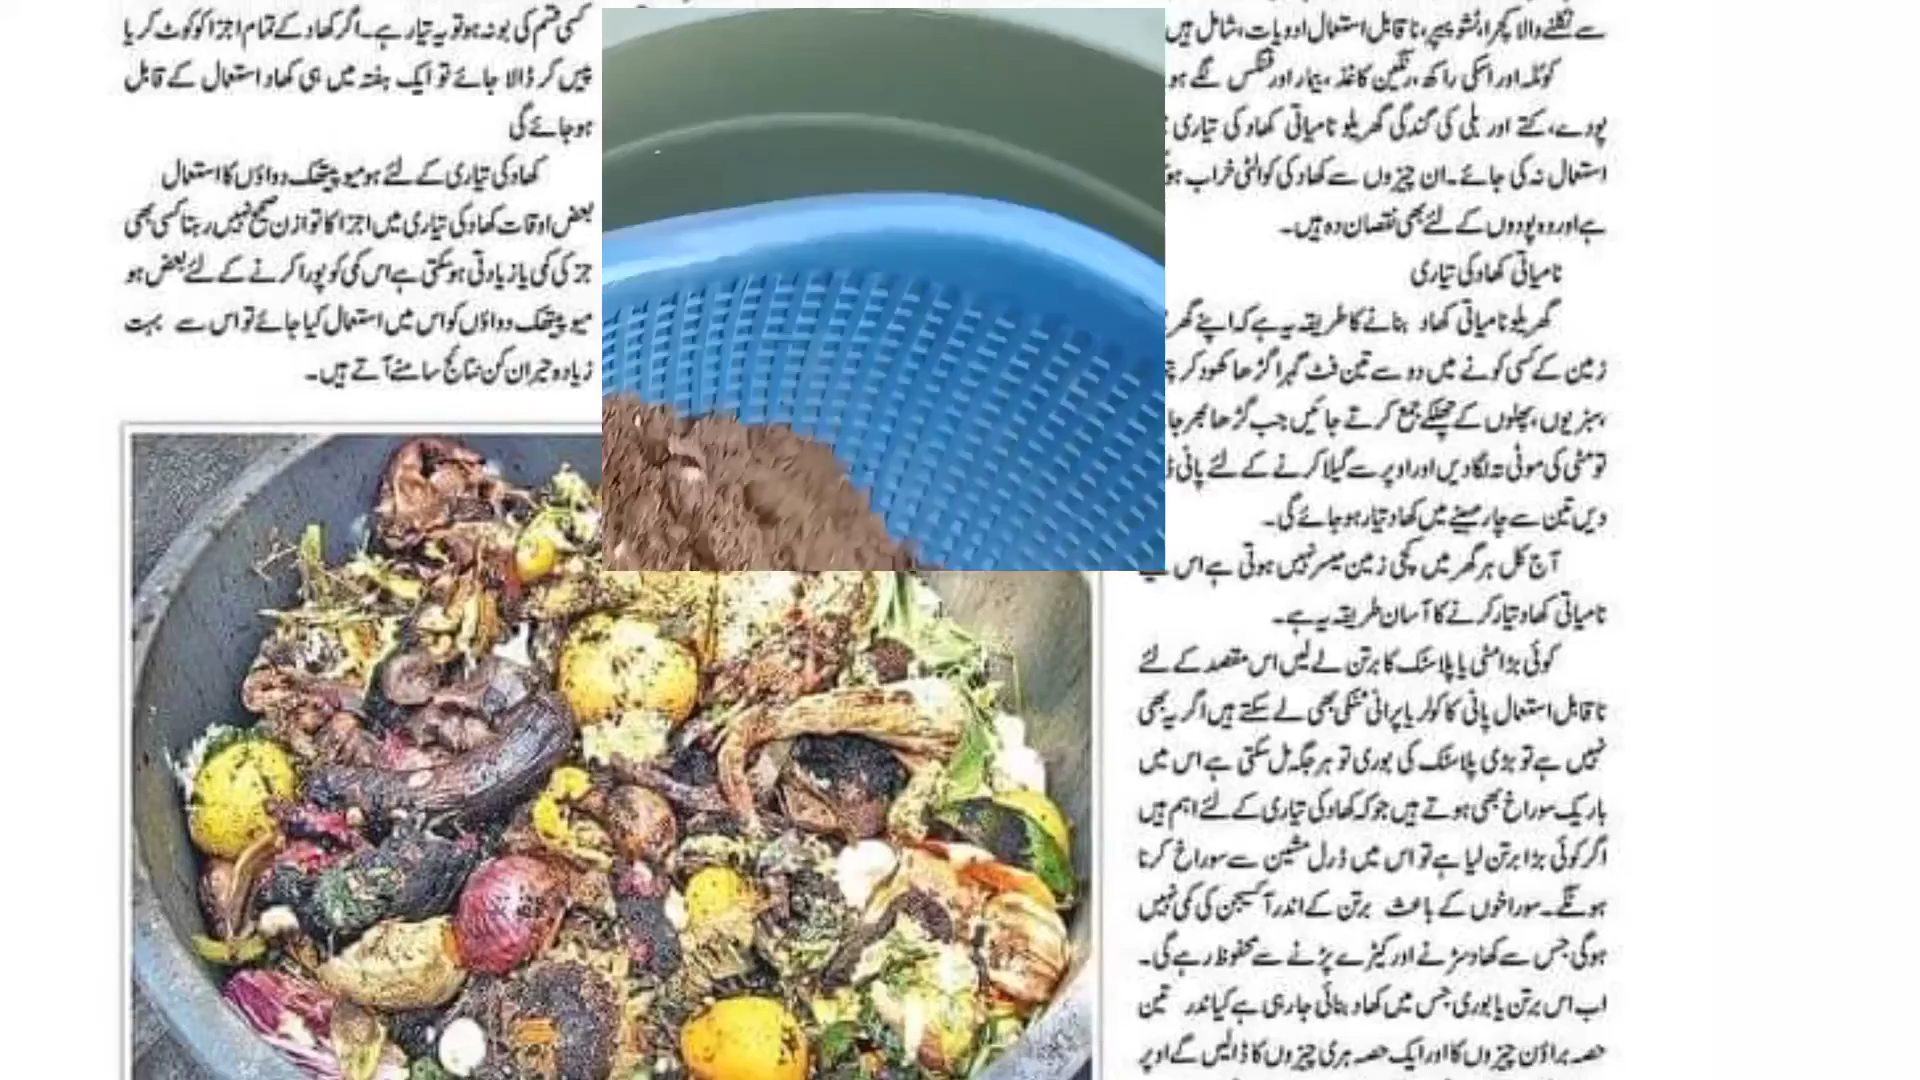 سے نکلنے والا کچرا، ٹشو پیپر، ناقابل استعمال ادویات، شامل ہیں
کوئلہ اور اسکی راکھ، رنگین کاغذ، بیمار اور فنگس لگے ہو
پودے، کتے اور بلی کی گندگی گھریلو نامیاتی کھاد کی تیاری
استعمال نہ کی جائے۔ ان چیزوں سے کھاد کی کوالٹی خراب ہو
ہے اور وہ پودوں کے لئے بھی نقصان دہ ہیں۔
نامیاتی کھاد کی تیاری
گھریلو نامیاتی کھاد بنانے کا طریقہ یہ ہے کہ اپنے گھر
زمین کے کسی کونے میں دو سے تین فٹ گہرا گڑھا کھود کر
،سبزیوں، پھلوں کے چھلکے جمع کرتے جائیں جب گڑھا بھر جا
تو مٹی کی موٹی تہ لگا دیں اور اوپر سے گیلا کرنے کے لئے پانی
دیں تین سے چار مہینے میں کھاد تیار ہو جائے گی۔
آج کل ہر گھر میں کچی زمین میسر نہیں ہوتی ہے اس
نامیاتی کھاد تیار کرنے کا آسان طریقہ یہ ہے۔
کوئی بڑا مٹی یا پلاسٹک کا برتن لے لیں اس مقصد کے لئے
ناقابل استعمال پانی کا کولر یا پرانی ٹنکی بھی لے سکتے ہیں اگر یہ بھی
نہیں ہے تو بڑی پلاسٹک کی بوری تو ہر جگہ مل سکتی ہے اس میں
باریک سوراخ بھی ہوتے ہیں جو کہ کھاد کی تیاری کے لئے اہم ہیں
اگر کوئی بڑا برتن لیا ہے تو اس میں ڈرل مشین سے سوراخ کرنا
ہونگے۔ سوراخوں کے باعث برتن کے اندر آکسیجن کی کمی نہیں
ہوگی جس سے کھاد سڑنے اور کیڑے پڑنے سے محفوظ رہے گی۔
اب اس برتن یا بوری جس میں کھاد بنائی جا رہی ہے کیاندر تین
حصہ براؤن چیزوں کا اور ایک حصہ ہری چیزوں کا ڈالیں گے اوپر
کسی قسم کی بو نہ ہو تو یہ تیار ہے۔ اگر کھاد کے تمام اجزا کو کوٹ کر یا
پیس کر ڈالا جائے تو ایک ہفتہ میں ہی کھاد استعمال کے قابل
ہو جائے گی
کھاد کی تیاری کے لئے ہومیو پیتھک دواؤں کا استعمال
بعض اوقات کھاد کی تیاری میں اجزا کا توازن صحیح نہیں رہتا کسی بھی
جز کی کمی یا زیادتی ہو سکتی ہے اس کمی کو پورا کرنے کے لئے بعض ہو
میو پیتھک دواؤں کو اس میں استعمال کیا جائے تو اس سے بہت
زیادہ حیران کن نتائج سامنے آتے ہیں۔